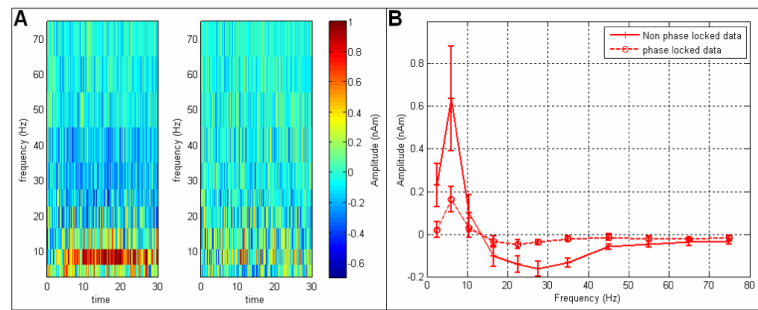 A
frequency (Hz)
70
60
50
40
30
20
10
0 10 20 30
time
frequency (Hz)
70
60
50
40
30
20
10
0 10 20 30
time
1
0.8
0.6
0.4
0.2
0
-0.2
-0.4
-0.6
Amplitude (nAm)
B
Non phase locked data
phase locked data
Amplitude (nAm)
0.8
0.6
0.4
0.2
0
-0.2
0 10 20 30 40 50 60 70 80
Frequency (Hz)